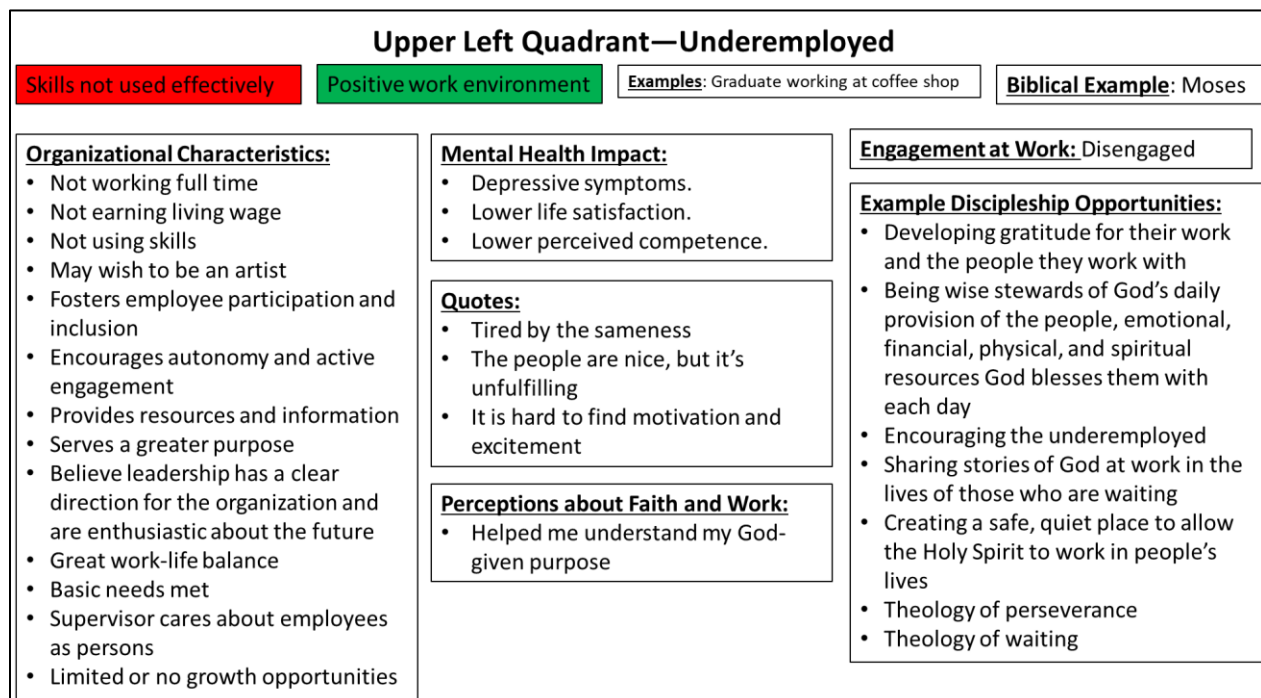 Upper Left Quadrant—Underemployed
Skills not used effectively
Positive work environment
Examples: Graduate working at coffee shop
Biblical Example: Moses
Organizational Characteristics:
• Not working full time
• Not earning living wage
• Not using skills
• May wish to be an artist
• Fosters employee participation and
inclusion
• Encourages autonomy and active
engagement
• Provides resources and information
• Serves a greater purpose
• Believe leadership has a clear
direction for the organization and
are enthusiastic about the future
• Great work-life balance
• Basic needs met
• Supervisor cares about employees
as persons
• Limited or no growth opportunities
Mental Health Impact:
• Depressive symptoms.
• Lower life satisfaction.
• Lower perceived competence.
Quotes:
• Tired by the sameness
• The people are nice, but it's
unfulfilling
• It is hard to find motivation and
excitement
Perceptions about Faith and Work:
• Helped me understand my God-
given purpose
Engagement at Work: Disengaged
Example Discipleship Opportunities:
• Developing gratitude for their work
and the people they work with
• Being wise stewards of God's daily
provision of the people, emotional,
financial, physical, and spiritual
resources God blesses them with
each day
• Encouraging the underemployed
• Sharing stories of God at work in the
lives of those who are waiting
• Creating a safe, quiet place to allow
the Holy Spirit to work in people's
lives
• Theology of perseverance
• Theology of waiting